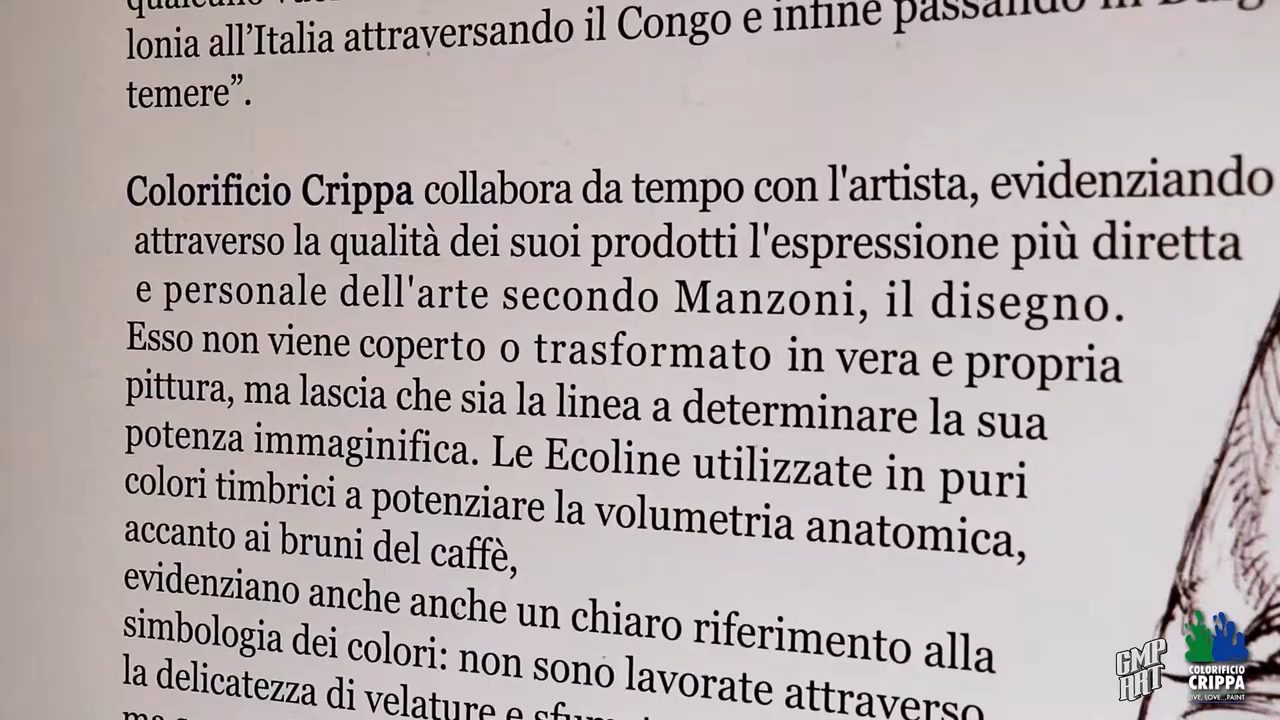 lonia all’Italia attraversando il Congo e infine passando in
temere”.
Colorificio Crippa collabora da tempo con l'artista, evidenziando
attraverso la qualità dei suoi prodotti l'espressione più diretta
e personale dell'arte secondo Manzoni, il disegno.
Esso non viene coperto o trasformato in vera e propria
pittura, ma lascia che sia la linea a determinare la sua
potenza immaginifica. Le Ecoline utilizzate in puri
colori timbrici a potenziare la volumetria anatomica,
accanto ai bruni del caffè,
evidenziano anche anche un chiaro riferimento alla
simbologia dei colori: non sono lavorate attraverso
la delicatezza di velature e
GMP
ART
COLORIFICIO
CRIPPA
LIVE, LOVE...PAINT